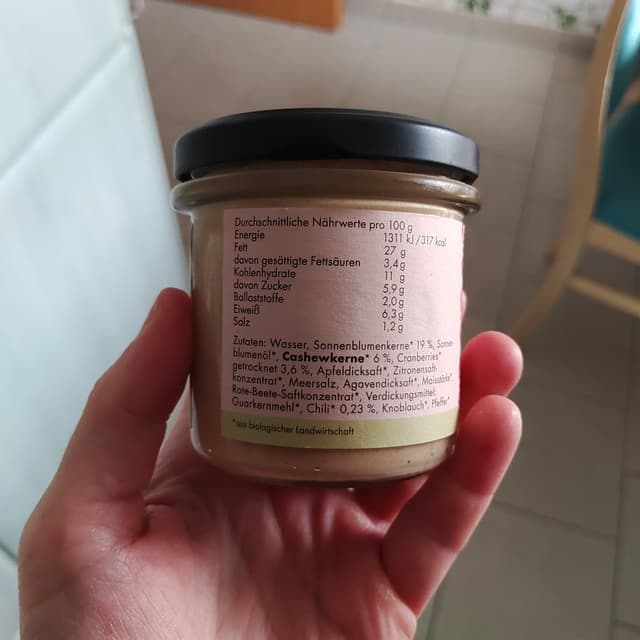 Durchschnittliche Nährwerte pro 100 g
Energie 1311 kJ/317 kcal
Fett 27 g
davon gesättigte Fettsäuren 3,4 g
Kohlenhydrate 11 g
davon Zucker 5,9 g
Ballaststoffe 2,0 g
Eiweiß 6,3 g
Salz 1,2 g
Zutaten: Wasser, Sonnenblumenkerne* 19 %, Sonnen-
blumenöl*, Cashewkerne* 6 %, Cranberries*
getrocknet 3,6 %, Apfeldicksaft*, Zitronensaft-
konzentrat*, Meersalz, Agavendicksaft*, Maisstärke*,
Rote-Beete-Saftkonzentrat*, Verdickungsmittel:
Guarkernmehl*, Chili* 0,23 %, Knoblauch*, Pfeffer*
*aus biologischer Landwirtschaft